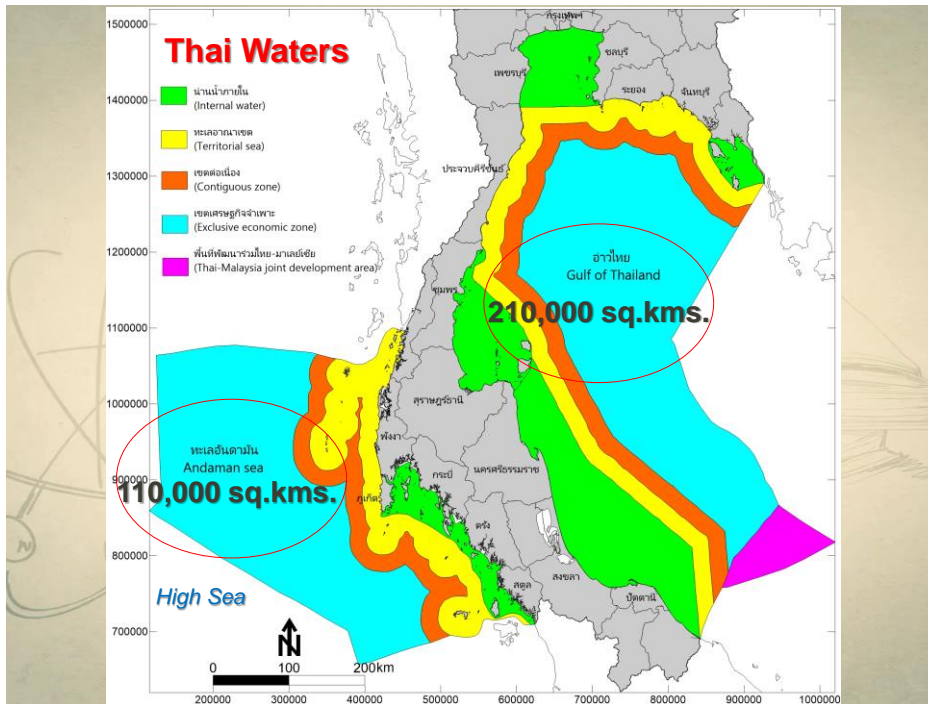 Thai Waters
น่านน้ำภายใน
(Internal water)
ทะเลอาณาเขต
(Territorial sea)
เขตต่อเนื่อง
(Contiguous zone)
เขตเศรษฐกิจจำเพาะ
(Exclusive economic zone)
พื้นที่พัฒนาร่วมไทย-มาเลย์เซีย
(Thai-Malaysia joint development area)
กรุงเทพฯ
ชลบุรี
เพชรบุรี
ระยอง
จันทบุรี
ประจวบคีรีขันธ์
อ่าวไทย
Gulf of Thailand
210,000 sq.kms.
ชุมพร
สุราษฎร์ธานี
พังงา
นครศรีธรรมราช
กระบี่
ภูเก็ต
ทะเลอันดามัน
Andaman sea
110,000 sq.kms.
ตรัง
สตูล
สงขลา
ปัตตานี
High Sea
N
0 100 200km
1500000
1400000
1300000
1200000
1100000
1000000
900000
800000
700000
200000 300000 400000 500000 600000 700000 800000 900000 1000000